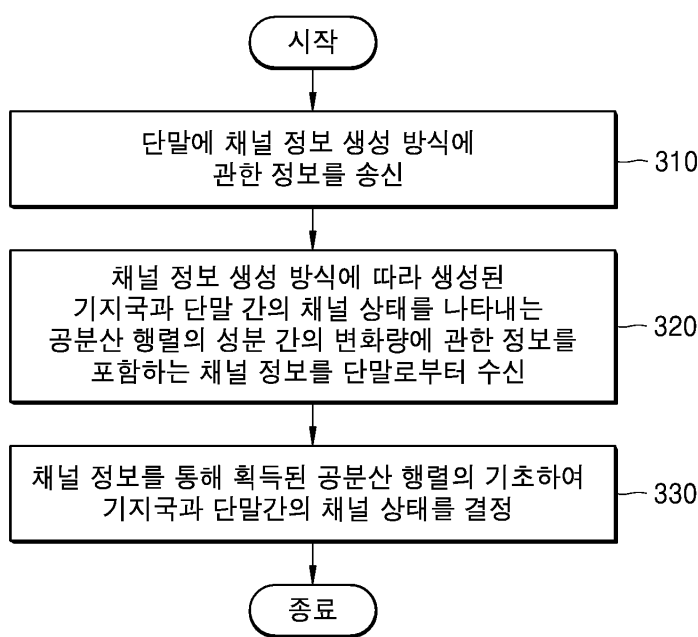 시작
단말에 채널 정보 생성 방식에
관한 정보를 송신
310
채널 정보 생성 방식에 따라 생성된
기지국과 단말 간의 채널 상태를 나타내는
공분산 행렬의 성분 간의 변화량에 관한 정보를
포함하는 채널 정보를 단말로부터 수신
320
채널 정보를 통해 획득된 공분산 행렬의 기초하여
기지국과 단말간의 채널 상태를 결정
330
종료